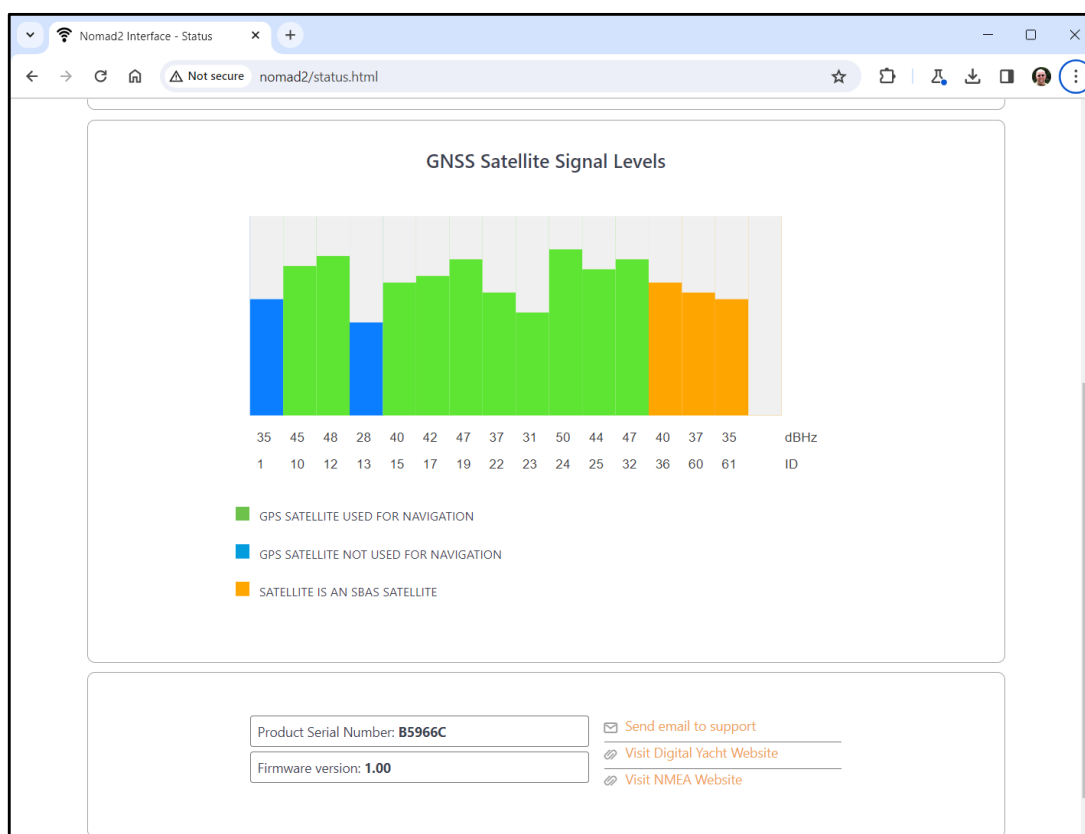 Nomad2 Interface - Status
Not secure nomad2/status.html
GNSS Satellite Signal Levels
35 45 48 28 40 42 47 37 31 50 44 47 40 37 35 dBHz
1 10 12 13 15 17 19 22 23 24 25 32 36 60 61 ID
GPS SATELLITE USED FOR NAVIGATION
GPS SATELLITE NOT USED FOR NAVIGATION
SATELLITE IS AN SBAS SATELLITE
Product Serial Number: B5966C
Firmware version: 1.00
Send email to support
Visit Digital Yacht Website
Visit NMEA Website